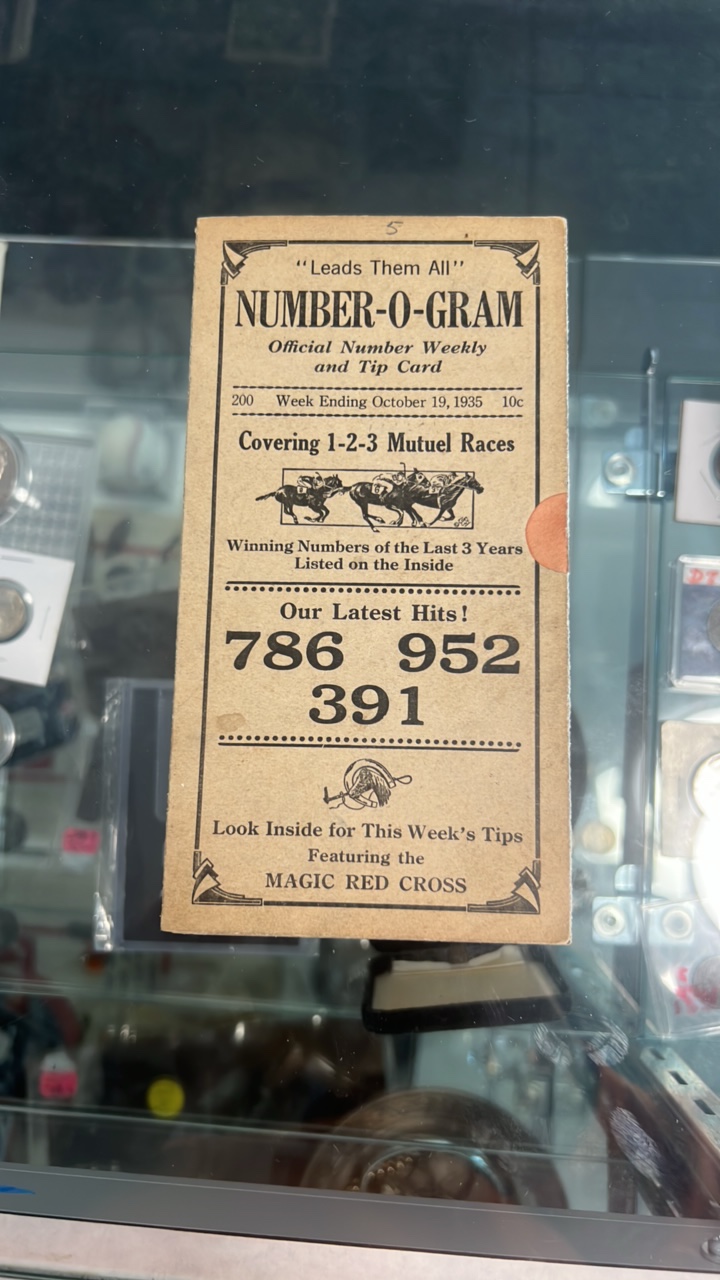 5
"Leads Them All"
NUMBER-O-GRAM
Official Number Weekly
and Tip Card
200 Week Ending October 19, 1935 10c
Covering 1-2-3 Mutuel Races
Winning Numbers of the Last 3 Years
Listed on the Inside
Our Latest Hits!
786 952
391
Look Inside for This Week's Tips
Featuring the
MAGIC RED CROSS